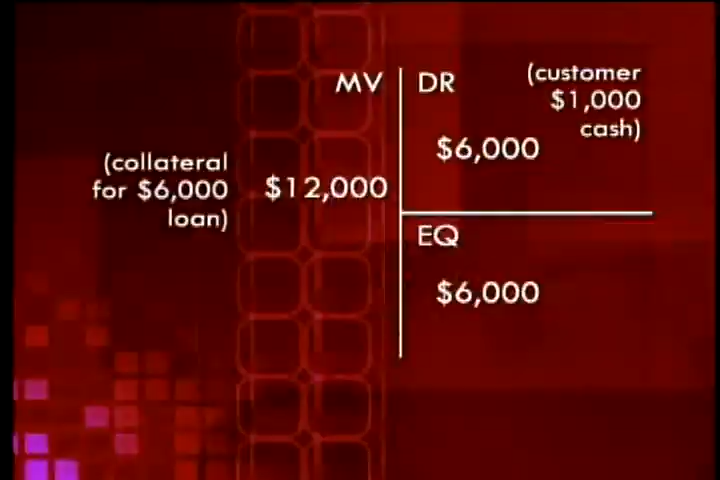 MV
DR
(customer
$1,000
cash)
$6,000
(collateral
for $6,000
loan)
$12,000
EQ
$6,000